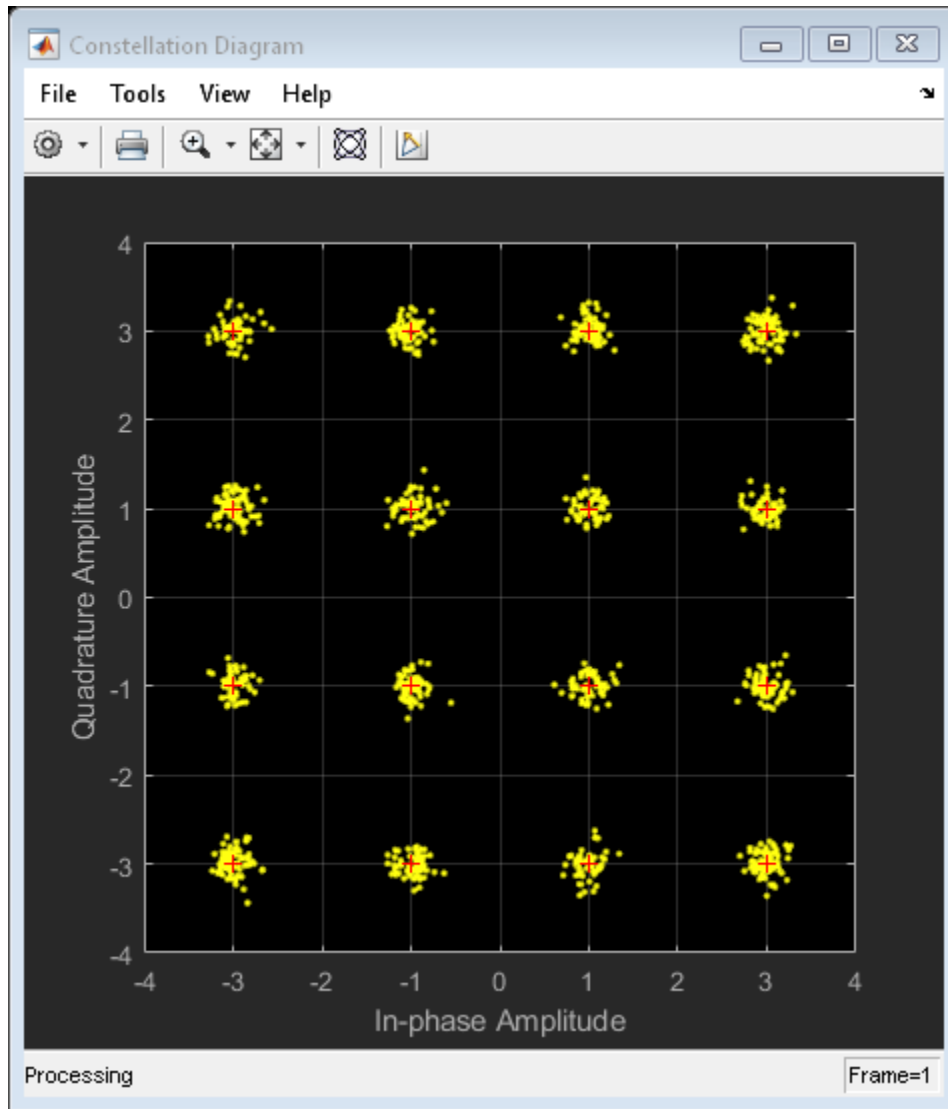 Constellation Diagram
File Tools View Help
4
3
2
1
0
-1
-2
-3
-4
Quadrature Amplitude
-4 -3 -2 -1 0 1 2 3 4
In-phase Amplitude
Processing Frame=1